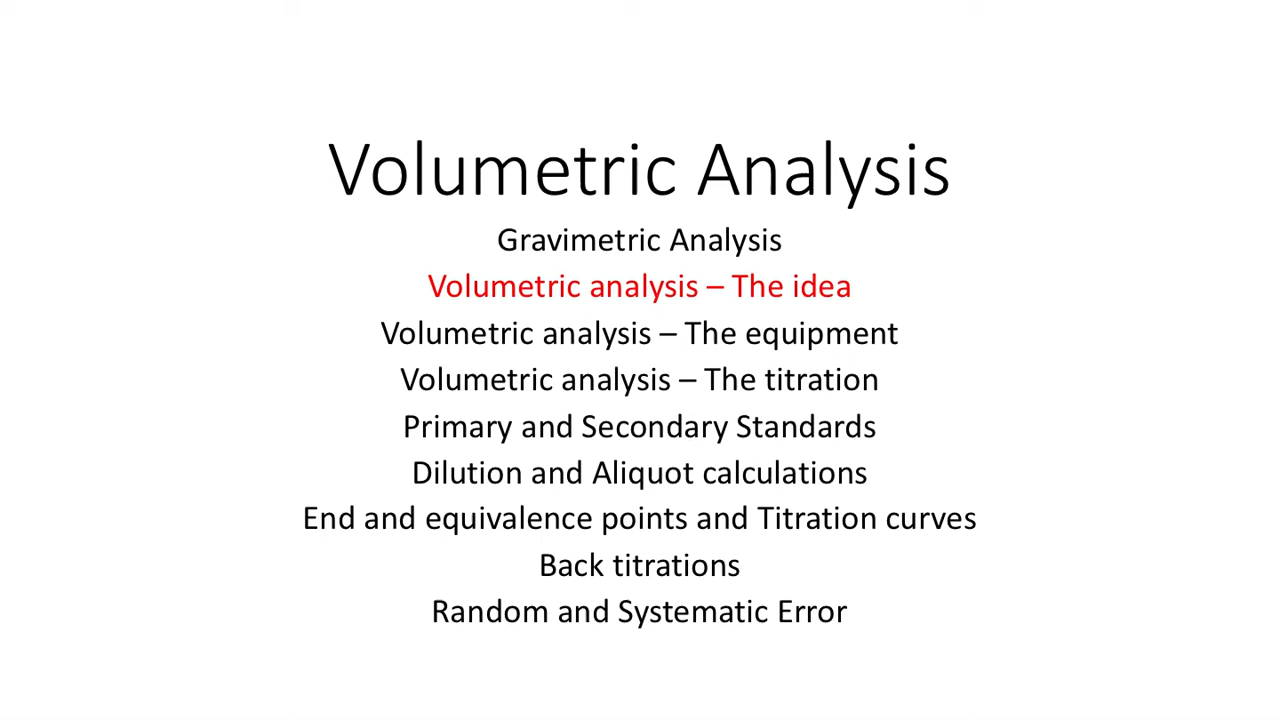 Volumetric Analysis
Gravimetric Analysis
Volumetric analysis – The idea
Volumetric analysis – The equipment
Volumetric analysis – The titration
Primary and Secondary Standards
Dilution and Aliquot calculations
End and equivalence points and Titration curves
Back titrations
Random and Systematic Error